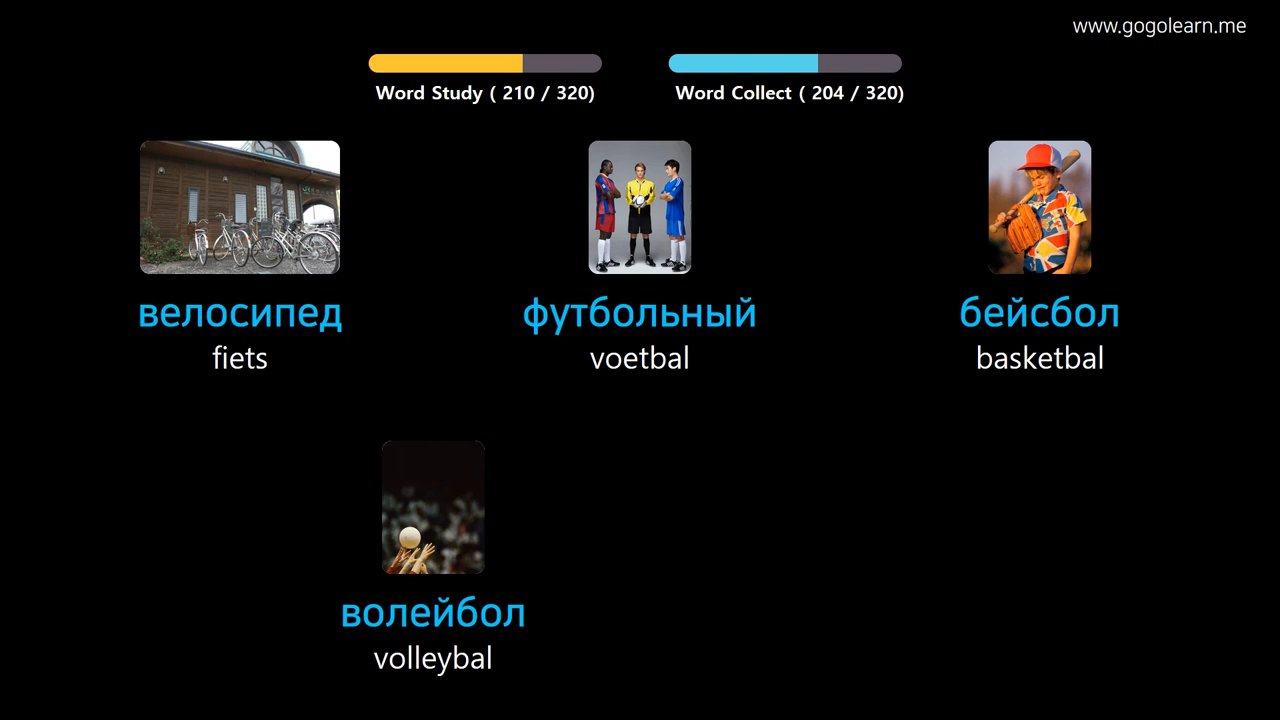 www.gogolearn.me
Word Study ( 210 / 320)
Word Collect ( 204 / 320)
велосипед
fiets
футбольный
voetbal
бейсбол
basketbal
волейбол
volleybal